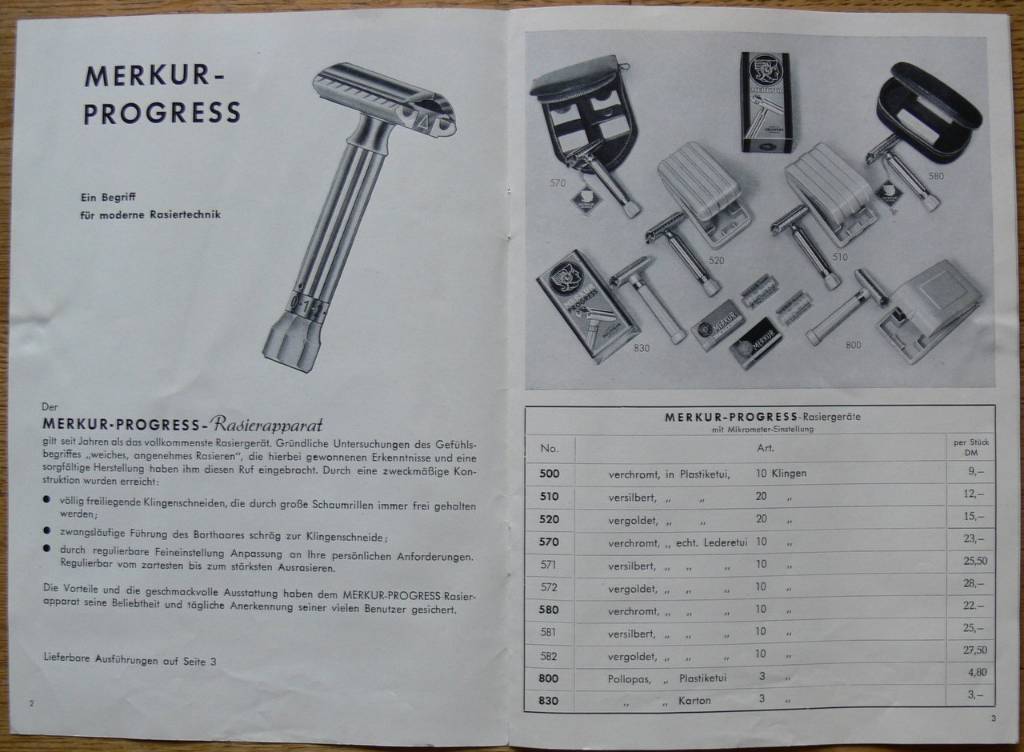 MERKUR-
PROGRESS
Ein Begriff
für moderne Rasiertechnik
0·1·
Der
MERKUR-PROGRESS-Rasierapparat
gilt seit Jahren als das vollkommenste Rasiergerät. Gründliche Untersuchungen des Gefühls-
begriffes „weiches, angenehmes Rasieren", die hierbei gewonnenen Erkenntnisse und eine
sorgfältige Herstellung haben ihm diesen Ruf eingebracht. Durch eine zweckmäßige Kon-
struktion wurden erreicht:
● völlig freiliegende Klingenschneiden, die durch große Schaumrillen immer frei gehalten
werden;
● zwangsläufige Führung des Barthaares schräg zur Klingenschneide;
● durch regulierbare Feineinstellung Anpassung an Ihre persönlichen Anforderungen.
Regulierbar vom zartesten bis zum stärksten Ausrasieren.
Die Vorteile und die geschmackvolle Ausstattung haben dem MERKUR-PROGRESS-Rasier-
apparat seine Beliebtheit und tägliche Anerkennung seiner vielen Benutzer gesichert.
Lieferbare Ausführungen auf Seite 3
2
570
580
520
510
PROGRESS
MERKUR
MERKUR
830
800
MERKUR-PROGRESS-Rasiergeräte
mit Mikrometer-Einstellung
No. Art. per Stück DM
500 verchromt, in Plastiketui, 10 Klingen 9,–
510 versilbert, „ „ 20 „ 12,–
520 vergoldet, „ „ 20 „ 15,–
570 verchromt, „ echt. Lederetui 10 „ 23,–
571 versilbert, „ „ „ 10 „ 25,50
572 vergoldet, „ „ „ 10 „ 28,–
580 verchromt, „ „ „ 10 „ 22.–
581 versilbert, „ „ „ 10 „ 25,–
582 vergoldet, „ „ „ 10 „ 27,50
800 Pollopas, „ Plastiketui 3 „ 4,80
830 „ „ Karton 3 „ 3,–
3